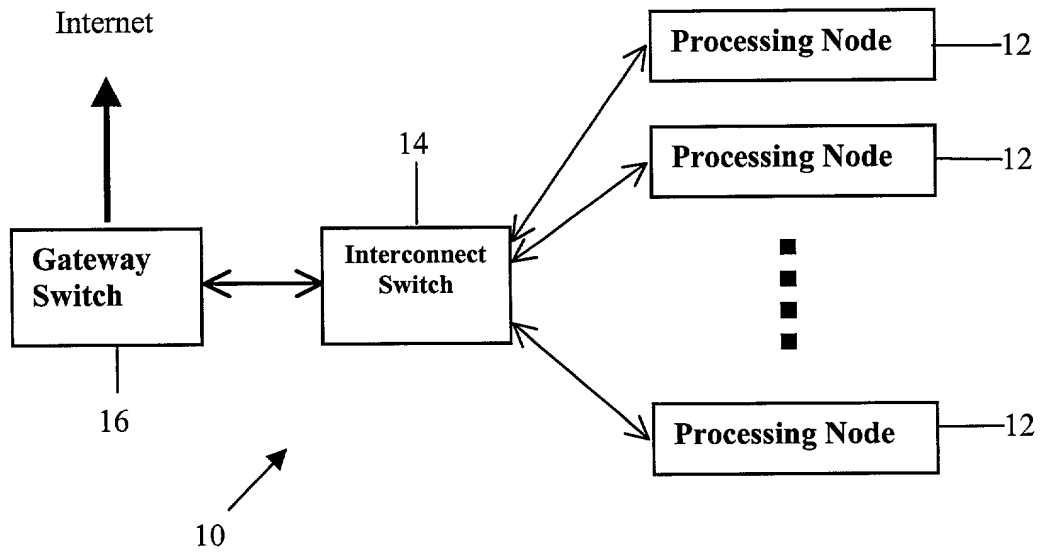 Internet
Processing Node
12
Processing Node
12
14
Gateway
Switch
Interconnect
Switch
16
Processing Node
12
10